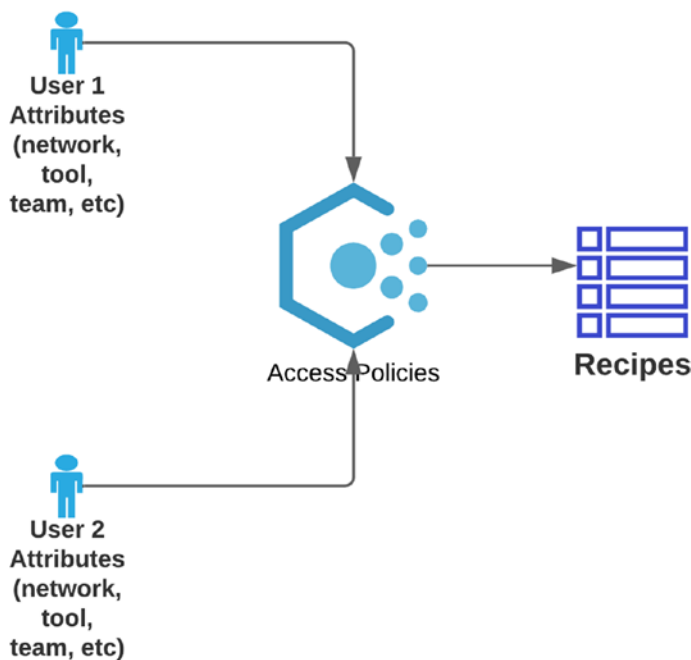 User 1
Attributes
(network,
tool,
team, etc)
Access Policies
Recipes
User 2
Attributes
(network,
tool,
team, etc)